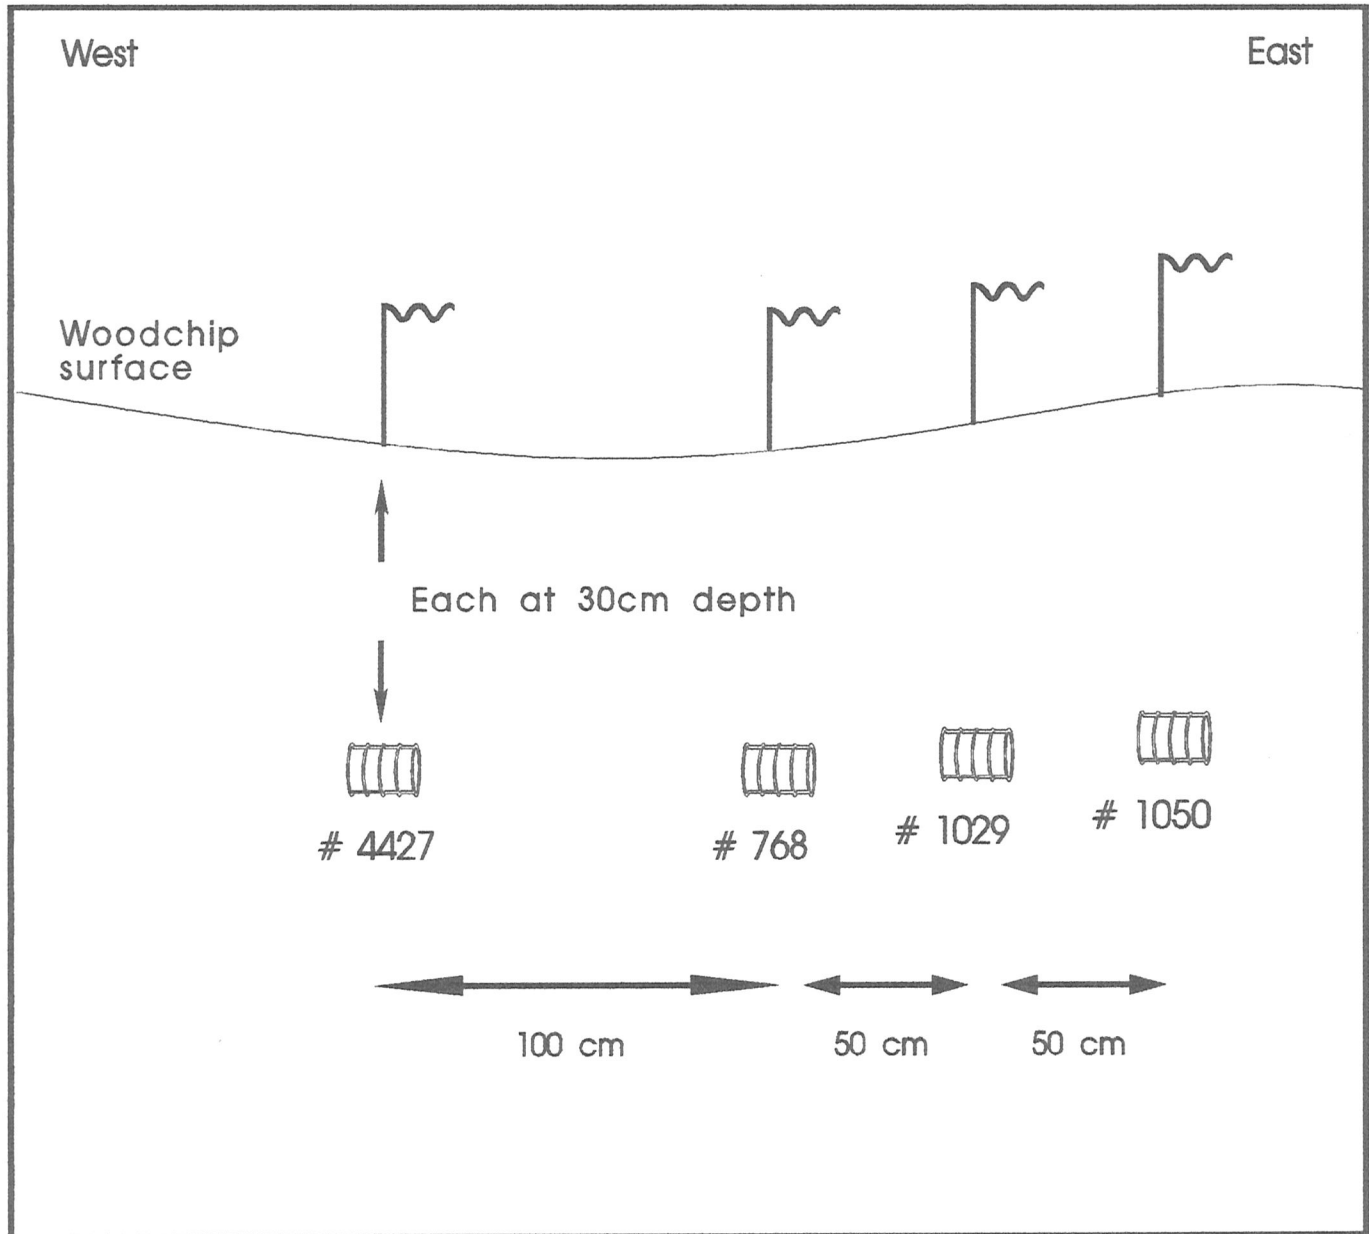 West
East
Woodchip
surface
Each at 30cm depth
# 4427
# 768
# 1029
# 1050
100 cm
50 cm
50 cm